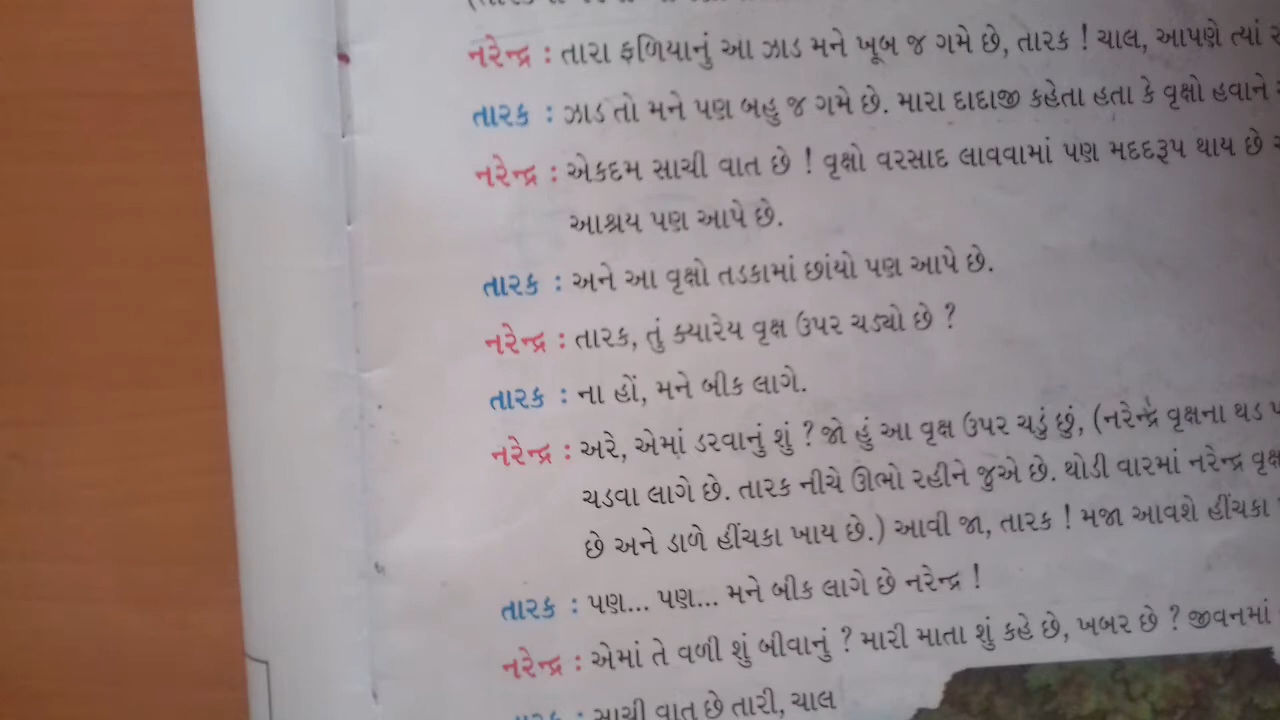 નરેન્દ્ર : તારા ફળિયાનું આ ઝાડ મને ખૂબ જ ગમે છે, તારક ! ચાલ, આપણે ત્યાં
તારક : ઝાડ તો મને પણ બહુ જ ગમે છે. મારા દાદાજી કહેતા હતા કે વૃક્ષો હવાને
નરેન્દ્ર : એકદમ સાચી વાત છે ! વૃક્ષો વરસાદ લાવવામાં પણ મદદરૂપ થાય છે
આશ્રય પણ આપે છે.
તારક : અને આ વૃક્ષો તડકામાં છાંયો પણ આપે છે.
નરેન્દ્ર : તારક, તું ક્યારેય વૃક્ષ ઉપર ચડ્યો છે ?
તારક : ના હોં, મને બીક લાગે.
નરેન્દ્ર : અરે, એમાં ડરવાનું શું ? જો હું આ વૃક્ષ ઉપર ચડું છું, (નરેન્દ્ર વૃક્ષના થડ
ચડવા લાગે છે. તારક નીચે ઊભો રહીને જુએ છે. થોડી વારમાં નરેન્દ્ર
છે અને ડાળે હીંચકા ખાય છે.) આવી જા, તારક ! મજા આવશે હીંચકા
તારક : પણ... પણ... મને બીક લાગે છે નરેન્દ્ર !
નરેન્દ્ર : એમાં તે વળી શું બીવાનું ? મારી માતા શું કહે છે, ખબર છે ? જીવનમાં
તારક : સાચી વાત છે તારી, ચાલ